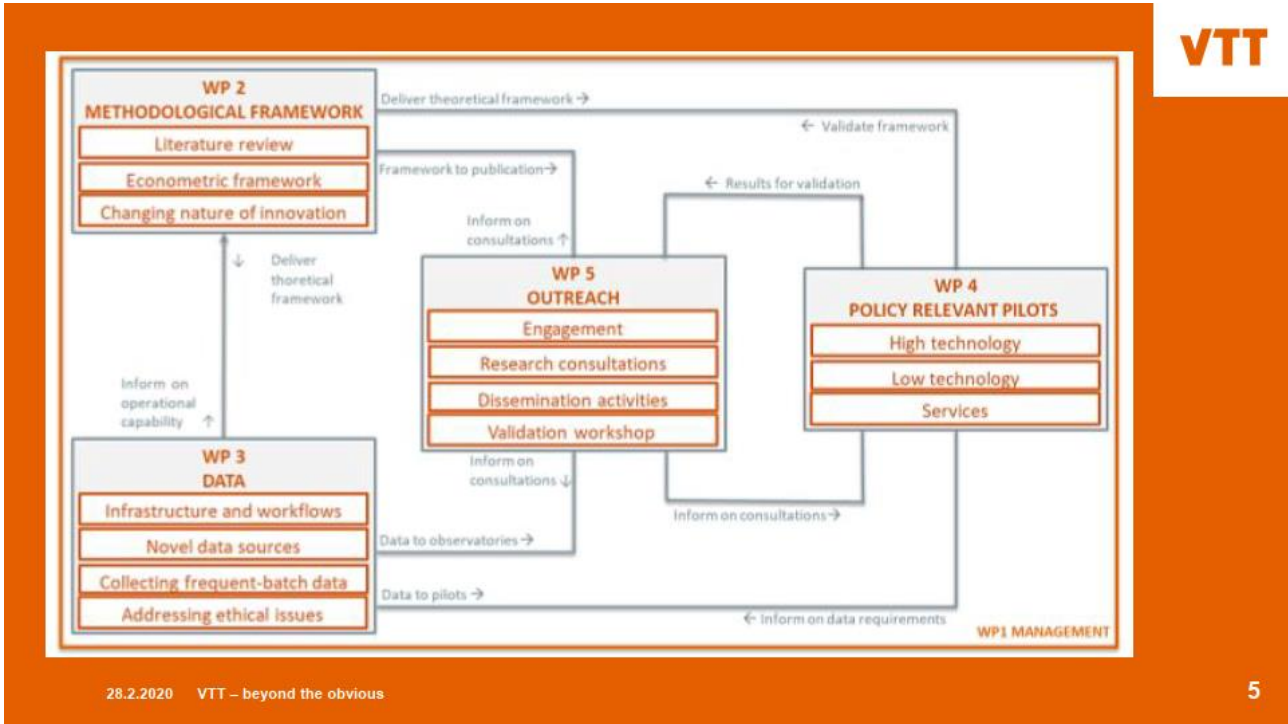 VTT
WP 2
METHODOLOGICAL FRAMEWORK
Literature review
Econometric framework
Changing nature of innovation
Deliver theoretical framework →
← Validate framework
Framework to publication→
← Results for validation
Inform on
consultations ↑
↓ Deliver
thoretical
framework
WP 5
OUTREACH
Engagement
Research consultations
Dissemination activities
Validation workshop
WP 4
POLICY RELEVANT PILOTS
High technology
Low technology
Services
Inform on
operational
capability ↑
WP 3
DATA
Infrastructure and workflows
Novel data sources
Collecting frequent-batch data
Addressing ethical issues
Inform on
consultations ↓
Inform on consultations→
Data to observatories →
Data to pilots →
← Inform on data requirements
WP1 MANAGEMENT
28.2.2020 VTT – beyond the obvious
5